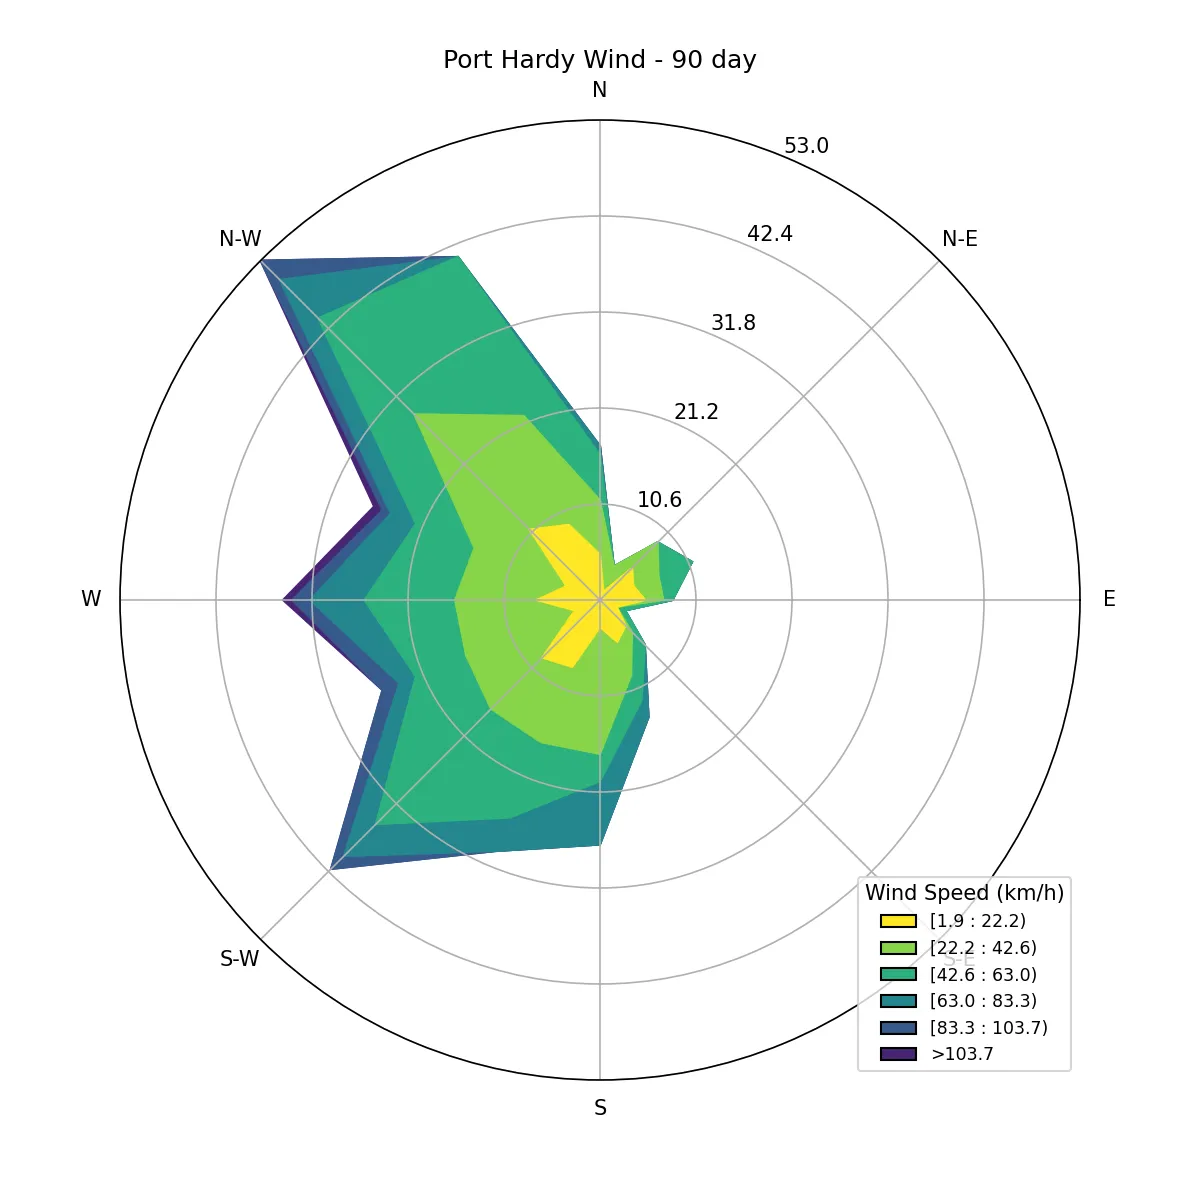 Port Hardy Wind - 90 day
N
53.0
42.4
N-W
N-E
31.8
21.2
10.6
W
E
Wind Speed (km/h)
[1.9 : 22.2)
[22.2 : 42.6)
S-W
S-E
[42.6 : 63.0)
[63.0 : 83.3)
[83.3 : 103.7)
>103.7
S